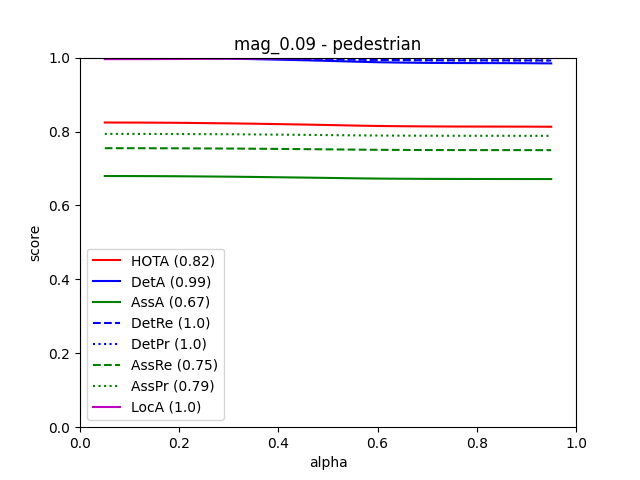 mag_0.09 - pedestrian
1.0
0.8
0.6
0.4
0.2
0.0
score
HOTA (0.82)
DetA (0.99)
AssA (0.67)
DetRe (1.0)
DetPr (1.0)
AssRe (0.75)
AssPr (0.79)
LocA (1.0)
0.0 0.2 0.4 0.6 0.8 1.0
alpha